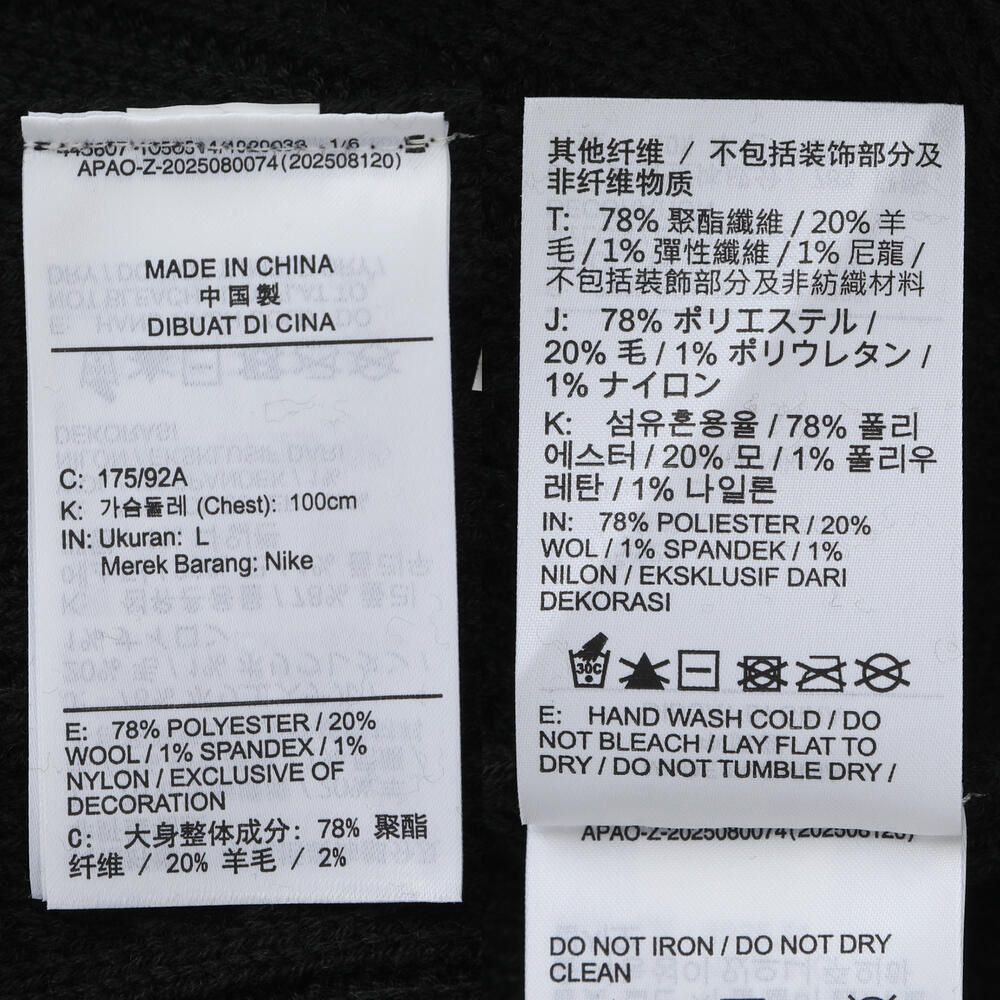 APAO-Z-2025080074(202508120)
MADE IN CHINA
中国製
DIBUAT DI CINA
C: 175/92A
K: 가슴둘레 (Chest): 100cm
IN: Ukuran: L
Merek Barang: Nike
E: 78% POLYESTER / 20%
WOOL / 1% SPANDEX / 1%
NYLON / EXCLUSIVE OF
DECORATION
C: 大身整体成分: 78% 聚酯
纤维 / 20% 羊毛 / 2%
其他纤维 / 不包括装饰部分及
非纤维物质
T: 78% 聚酯纖維 / 20% 羊
毛 / 1% 彈性纖維 / 1% 尼龍 /
不包括裝飾部分及非紡織材料
J: 78% ポリエステル /
20% 毛 / 1% ポリウレタン /
1% ナイロン
K: 섬유혼용율 / 78% 폴리
에스터 / 20% 모 / 1% 폴리우
레탄 / 1% 나일론
IN: 78% POLIESTER / 20%
WOL / 1% SPANDEK / 1%
NILON / EKSKLUSIF DARI
DEKORASI
30C
E: HAND WASH COLD / DO
NOT BLEACH / LAY FLAT TO
DRY / DO NOT TUMBLE DRY /
APAO-Z-2025080074(202508120)
DO NOT IRON / DO NOT DRY
CLEAN